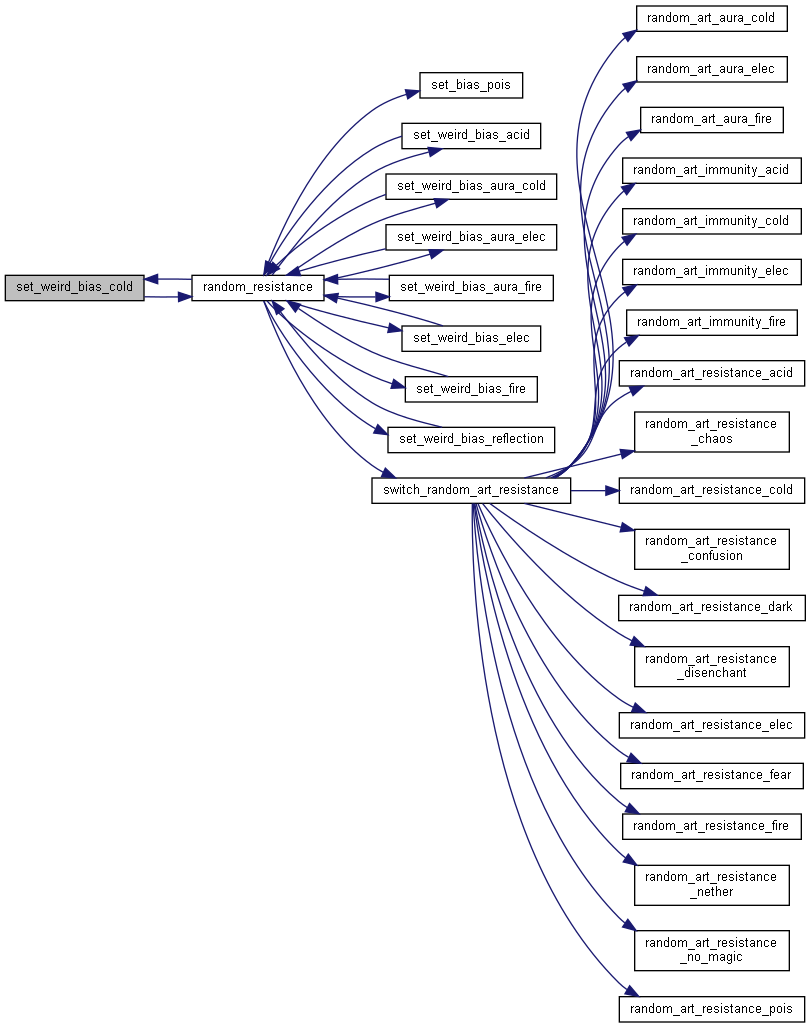 set_weird_bias_cold
random_resistance
set_bias_pois
set_weird_bias_acid
set_weird_bias_aura_cold
set_weird_bias_aura_elec
set_weird_bias_aura_fire
set_weird_bias_elec
set_weird_bias_fire
set_weird_bias_reflection
switch_random_art_resistance
random_art_aura_cold
random_art_aura_elec
random_art_aura_fire
random_art_immunity_acid
random_art_immunity_cold
random_art_immunity_elec
random_art_immunity_fire
random_art_resistance_acid
random_art_resistance
_chaos
random_art_resistance_cold
random_art_resistance
_confusion
random_art_resistance_dark
random_art_resistance
_disenchant
random_art_resistance_elec
random_art_resistance_fear
random_art_resistance_fire
random_art_resistance
_nether
random_art_resistance
_no_magic
random_art_resistance_pois